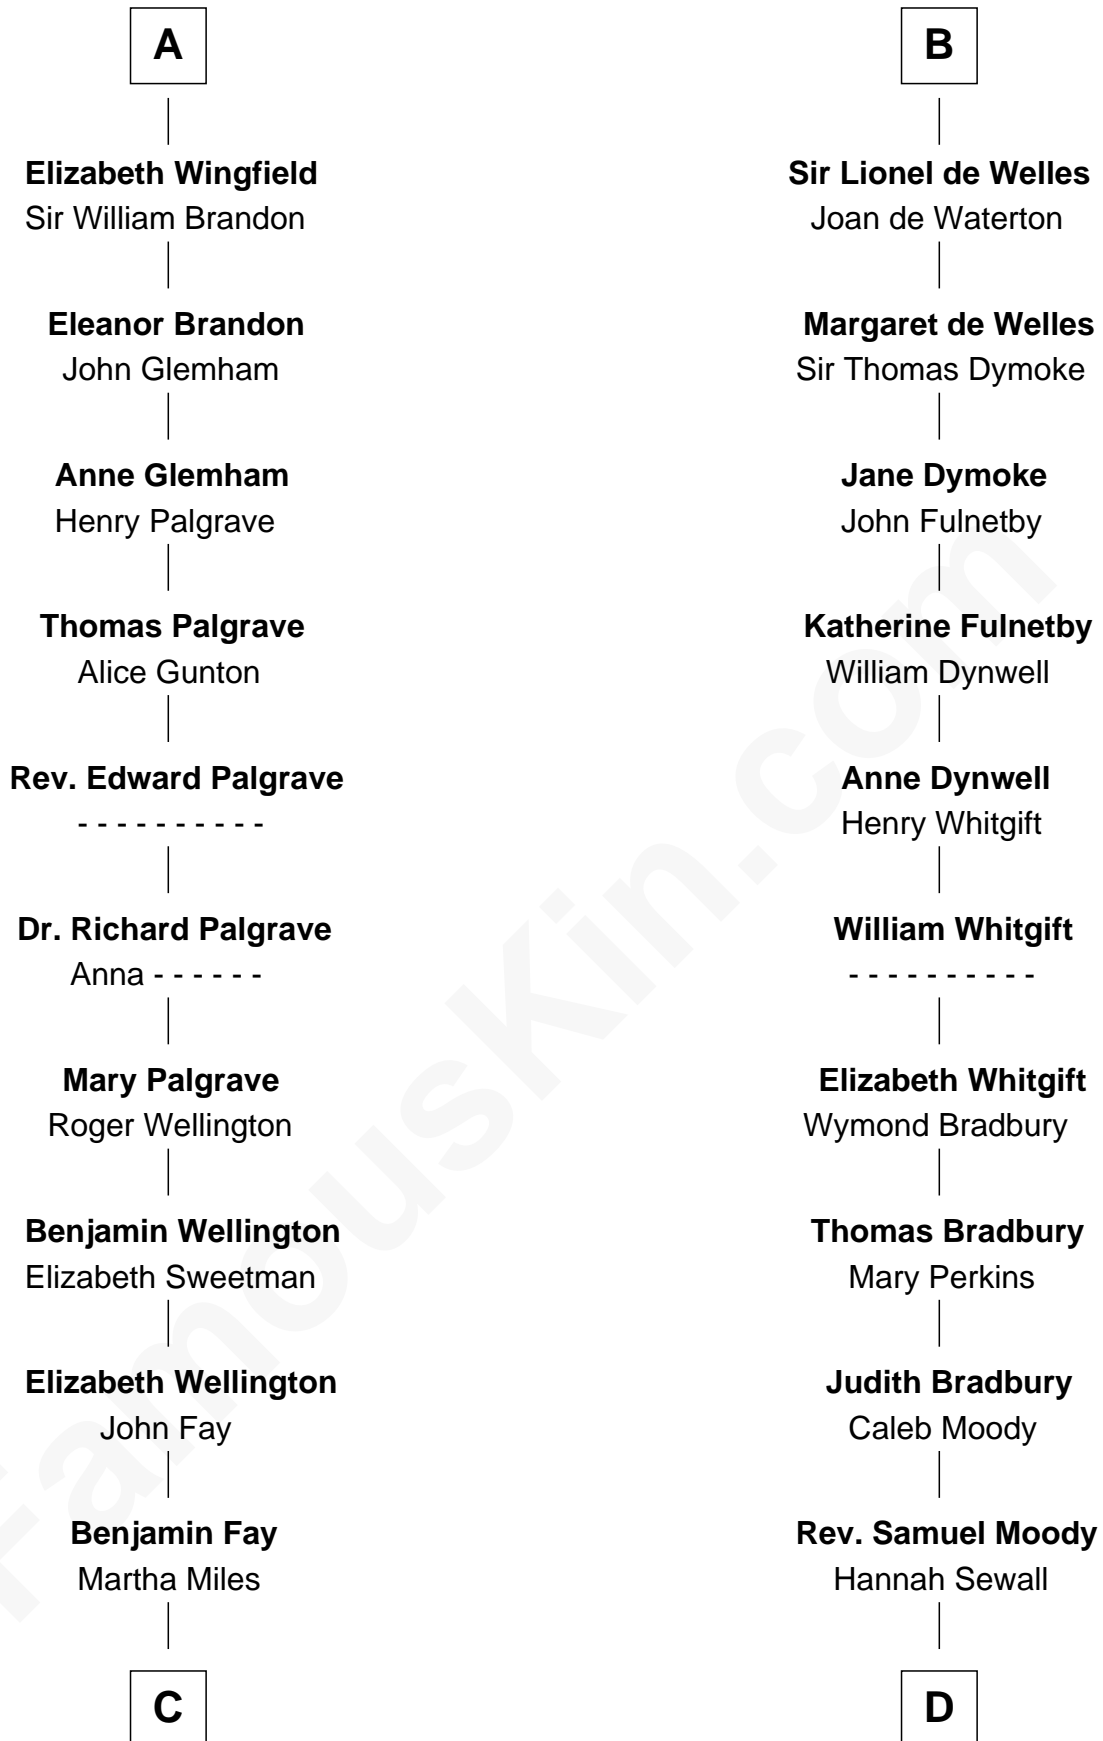 A
Elizabeth Wingfield
Sir William Brandon
Eleanor Brandon
John Glemham
Anne Glemham
Henry Palgrave
Thomas Palgrave
Alice Gunton
Rev. Edward Palgrave
- - - - - - - - - -
Dr. Richard Palgrave
Anna - - - - - -
Mary Palgrave
Roger Wellington
Benjamin Wellington
Elizabeth Sweetman
Elizabeth Wellington
John Fay
Benjamin Fay
Martha Miles
C
B
Sir Lionel de Welles
Joan de Waterton
Margaret de Welles
Sir Thomas Dymoke
Jane Dymoke
John Fulnetby
Katherine Fulnetby
William Dynwell
Anne Dynwell
Henry Whitgift
William Whitgift
- - - - - - - - - -
Elizabeth Whitgift
Wymond Bradbury
Thomas Bradbury
Mary Perkins
Judith Bradbury
Caleb Moody
Rev. Samuel Moody
Hannah Sewall
D
FamousKin.com